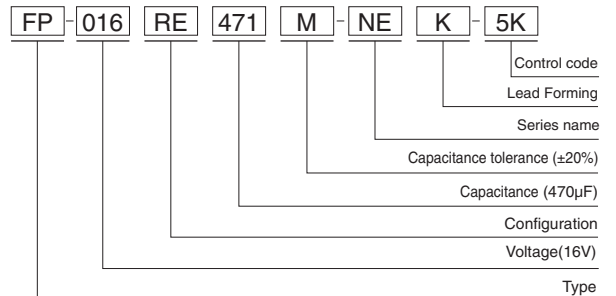 FP-016 RE 471 M-NE K-5K
Control code
Lead Forming
Series name
Capacitance tolerance (±20%)
Capacitance (470µF)
Configuration
Voltage(16V)
Type